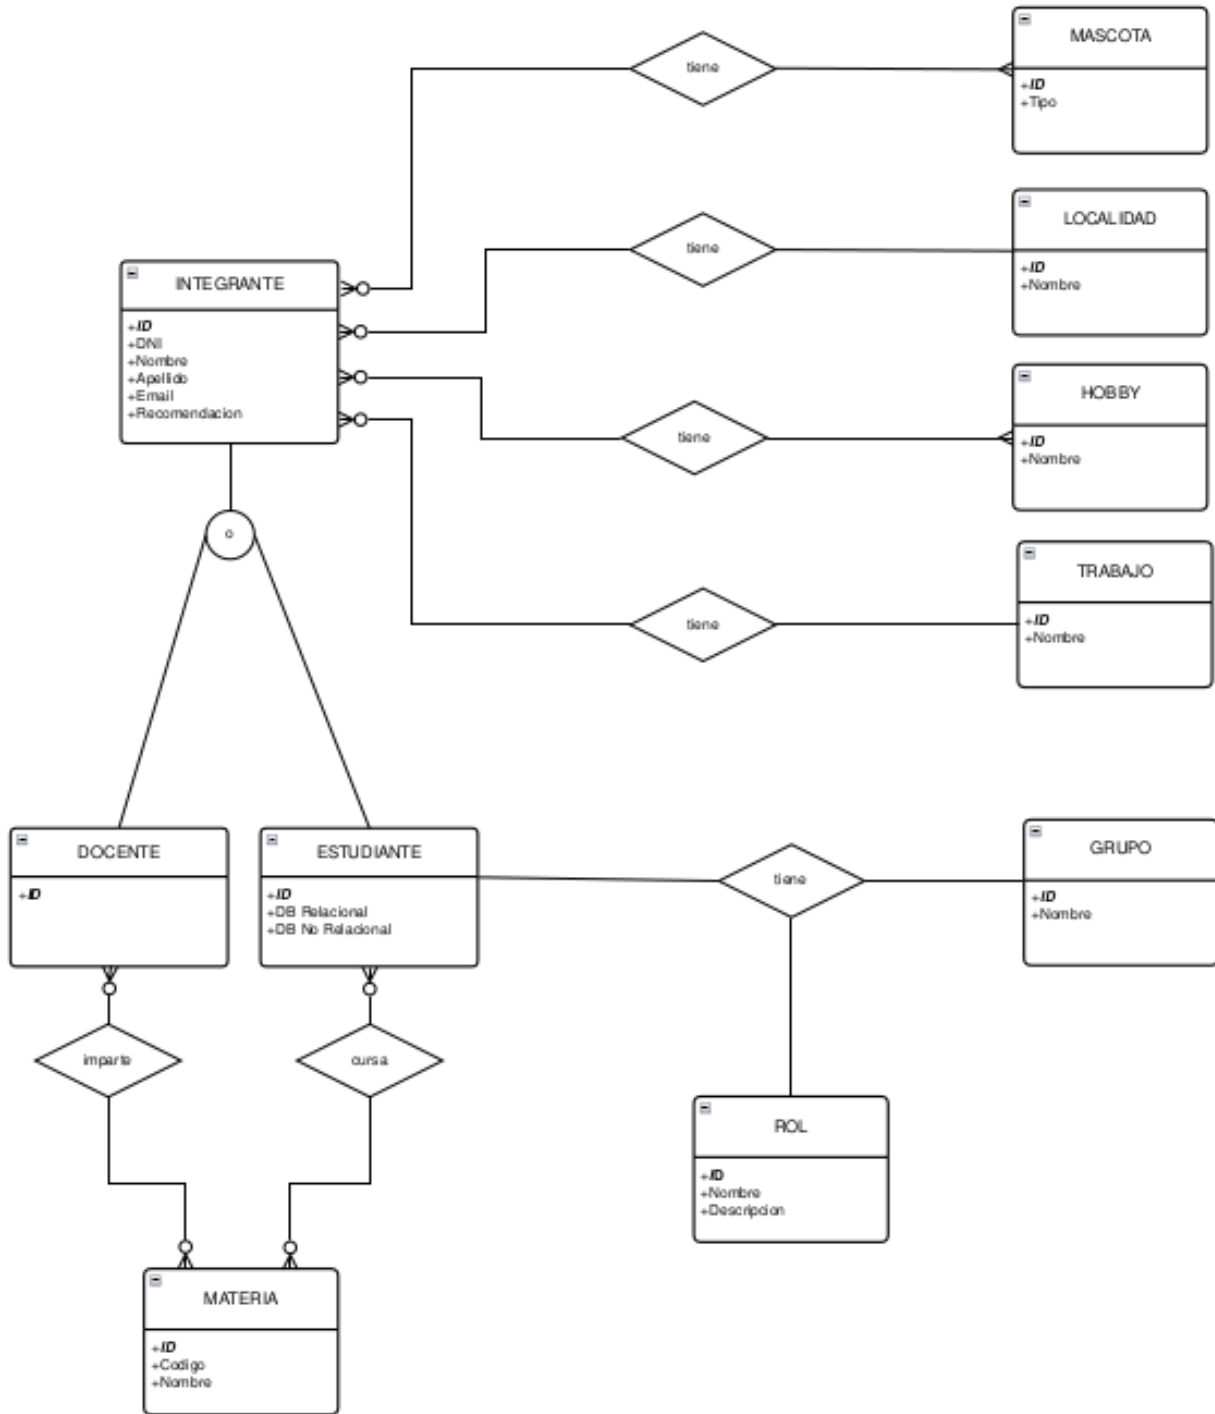 MASCOTA
+ID
+Tipo
tiene
LOCALIDAD
+ID
+Nombre
tiene
INTEGRANTE
+ID
+DNI
+Nombre
+Apellido
+Email
+Recomendacion
HOBBY
+ID
+Nombre
tiene
o
TRABAJO
+ID
+Nombre
tiene
DOCENTE
+ID
ESTUDIANTE
+ID
+DB Relacional
+DB No Relacional
tiene
GRUPO
+ID
+Nombre
imparte
cursa
ROL
+ID
+Nombre
+Descripcion
MATERIA
+ID
+Codigo
+Nombre